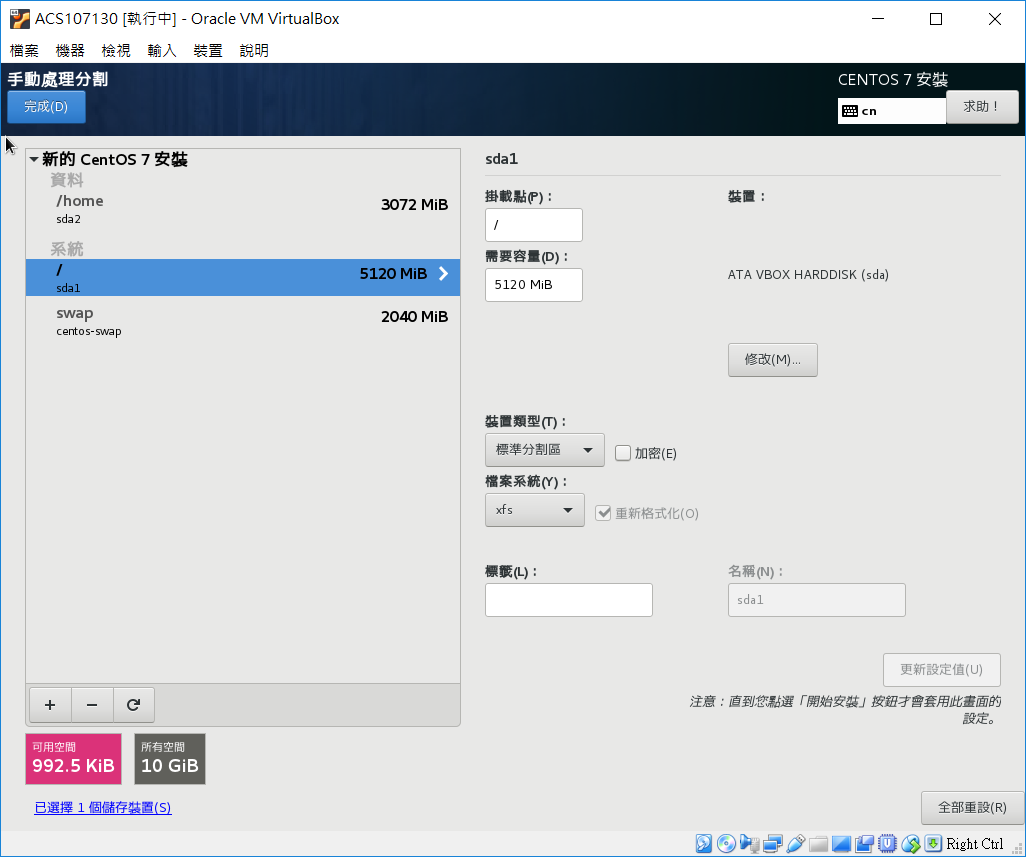 ACS107130 [執行中] - Oracle VM VirtualBox
檔案 機器 檢視 輸入 裝置 說明
手動處理分割
CENTOS 7 安裝
完成(D)
cn
求助！
新的 CentOS 7 安裝
資料
/home
3072 MiB
sda2
系統
/
5120 MiB
sda1
swap
2040 MiB
centos-swap
sda1
掛載點(P)：
裝置：
/
需要容量(D)：
5120 MiB
ATA VBOX HARDDISK (sda)
修改(M)...
裝置類型(T)：
標準分割區
加密(E)
檔案系統(Y)：
xfs
重新格式化(O)
標籤(L)：
名稱(N)：
sda1
更新設定值(U)
注意：直到您點選「開始安裝」按鈕才會套用此畫面的
設定。
可用空間
992.5 KiB
所有空間
10 GiB
已選擇 1 個儲存裝置(S)
全部重設(R)
Right Ctrl